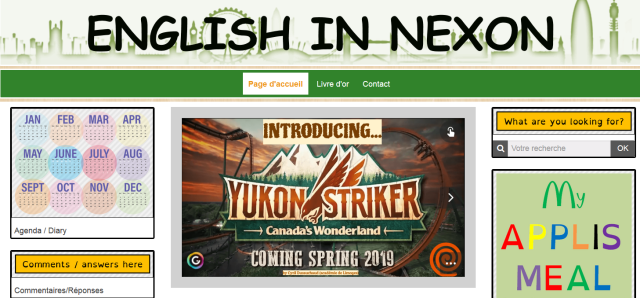 ENGLISH IN NEXON
Page d'accueil Livre d'or Contact
JAN FEB MAR APR
MAY JUNE JULY AUG
SEPT OCT NOV DEC
Agenda / Diary
Comments / answers here
Commentaires/Réponses
INTRODUCING...
YUKON STRIKER
Canada's Wonderland
COMING SPRING 2019
G
@...
What are you looking for?
Votre recherche OK
My
APPLIS
MEAL